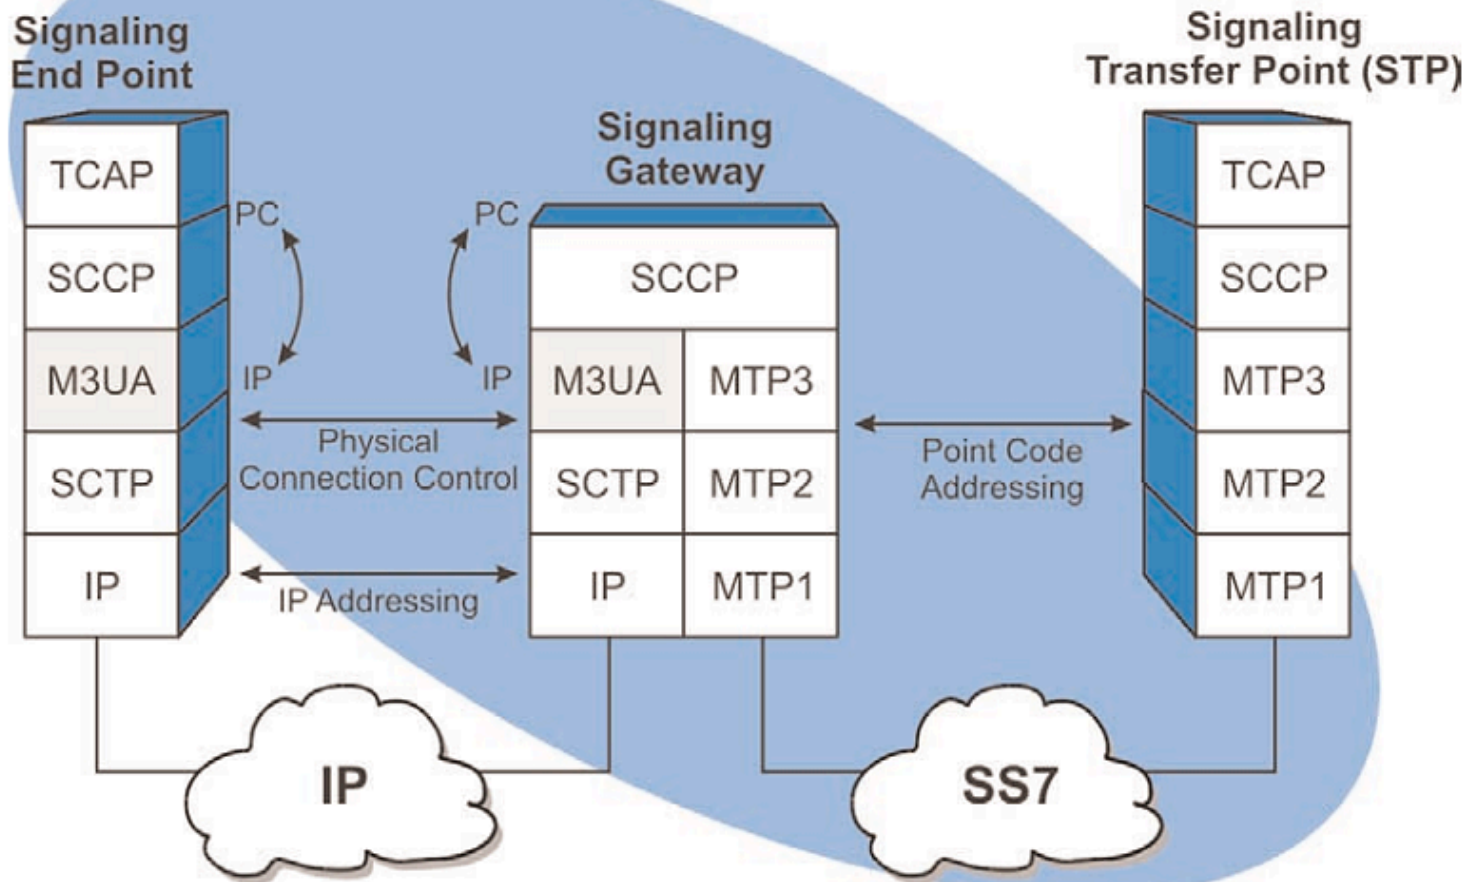 Signaling
End Point
TCAP
SCCP
M3UA
SCTP
IP
PC
IP
PC
IP
Physical
Connection Control
IP Addressing
Signaling
Gateway
SCCP
M3UA MTP3
SCTP MTP2
IP MTP1
Point Code
Addressing
Signaling
Transfer Point (STP)
TCAP
SCCP
MTP3
MTP2
MTP1
IP
SS7